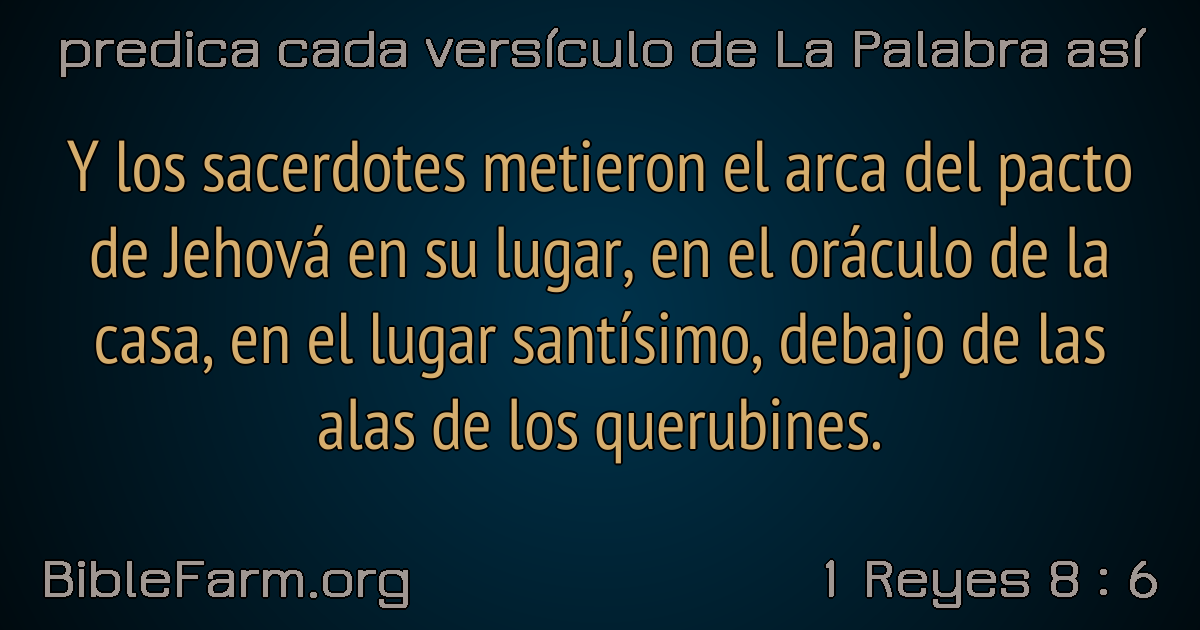 predica cada versículo de La Palabra así
Y los sacerdotes metieron el arca del pacto
de Jehová en su lugar, en el oráculo de la
casa, en el lugar santísimo, debajo de las
alas de los querubines.
BibleFarm.org
1 Reyes 8 : 6